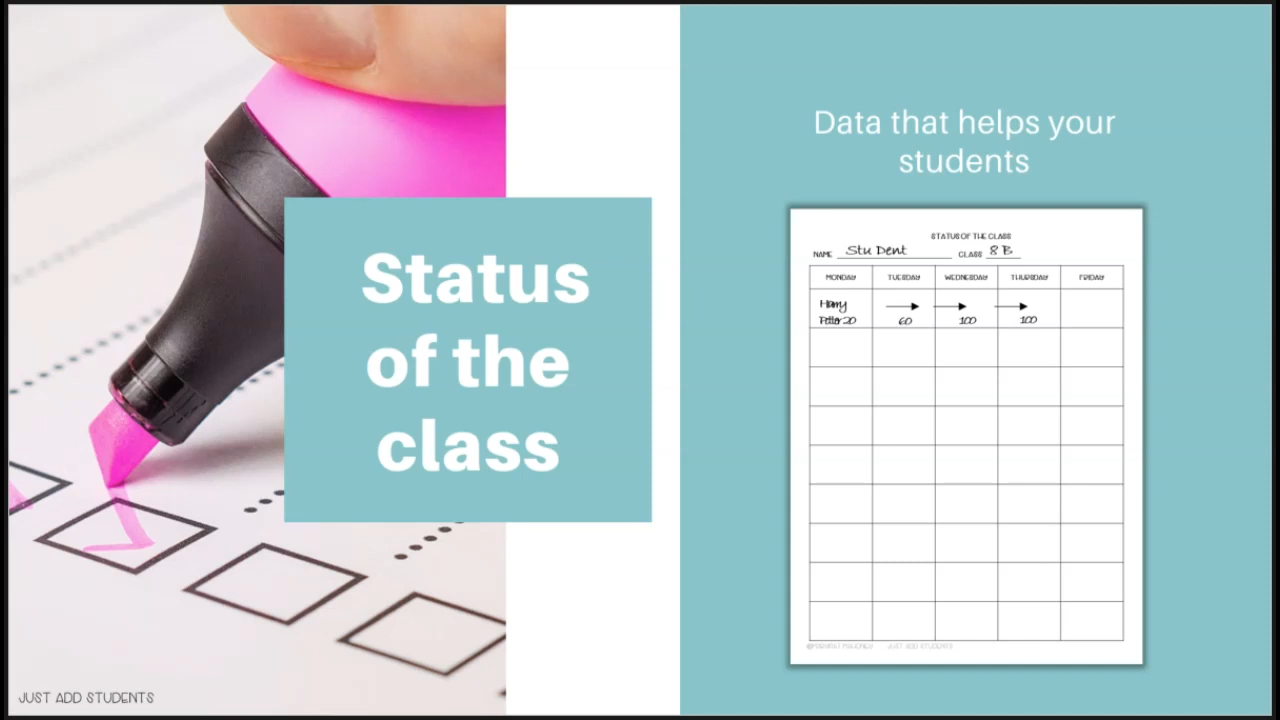 Status
of the
class
Data that helps your
students
STATUS OF THE CLASS
NAME Stu Dent CLASS 8 B
MONDAY TUESDAY WEDNESDAY THURSDAY FRIDAY
Harry
Potter 20 60 100 100
JUST ADD STUDENTS
JUST ADD STUDENTS